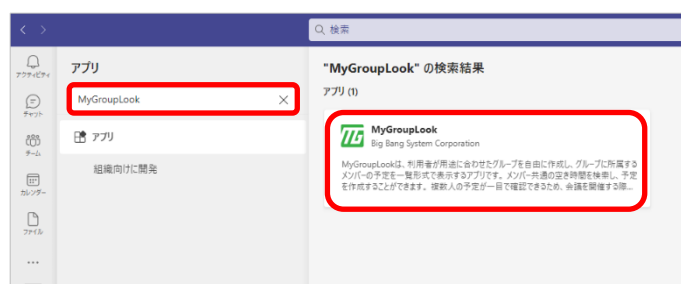 検索
アクティビティ
チャット
チーム
カレンダー
ファイル
アプリ
MyGroupLook
アプリ
組織向けに開発
"MyGroupLook" の検索結果
アプリ (1)
MyGroupLook
Big Bang System Corporation
MyGroupLookは、利用者が用途に合わせたグループを自由に作成し、グループに所属する
メンバーの予定を一覧形式で表示するアプリです。メンバー共通の空き時間を検索し、予定
を作成することができます。複数人の予定が一目で確認できるため、会議を開催する際...